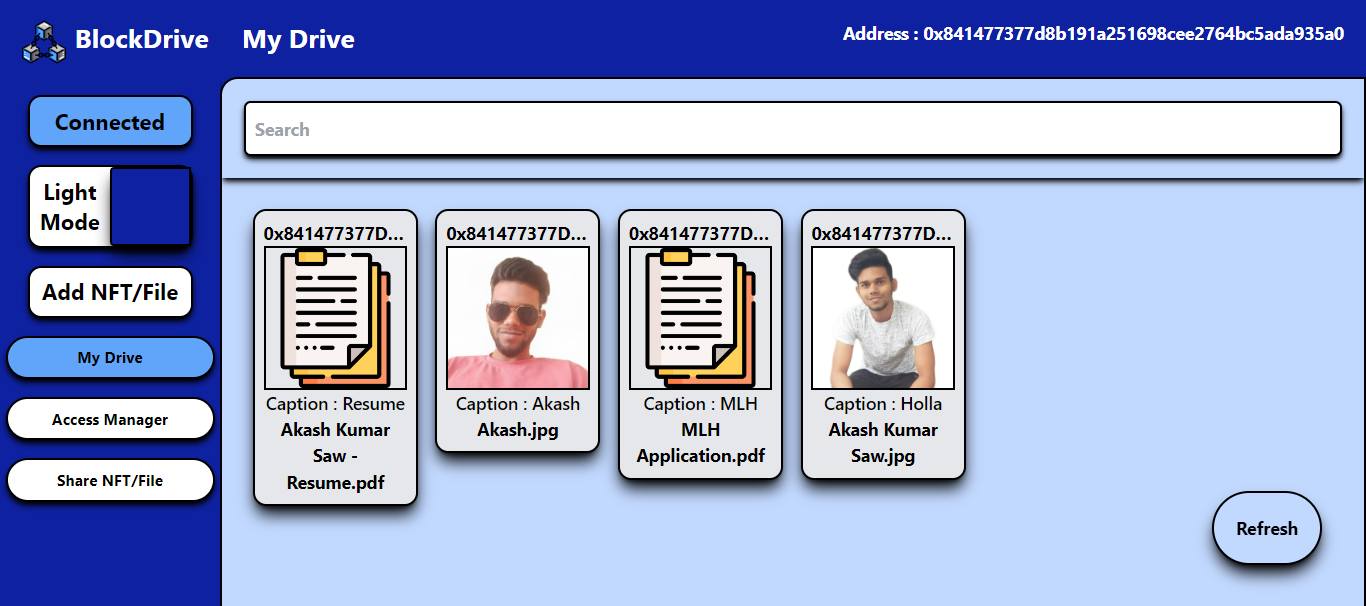 BlockDrive
My Drive
Address : 0x841477377d8b191a251698cee2764bc5ada935a0
Connected
Light
Mode
Add NFT/File
My Drive
Access Manager
Share NFT/File
Search
0x841477377D...
Caption : Resume
Akash Kumar
Saw -
Resume.pdf
0x841477377D...
Caption : Akash
Akash.jpg
0x841477377D...
Caption : MLH
MLH
Application.pdf
0x841477377D...
Caption : Holla
Akash Kumar
Saw.jpg
Refresh